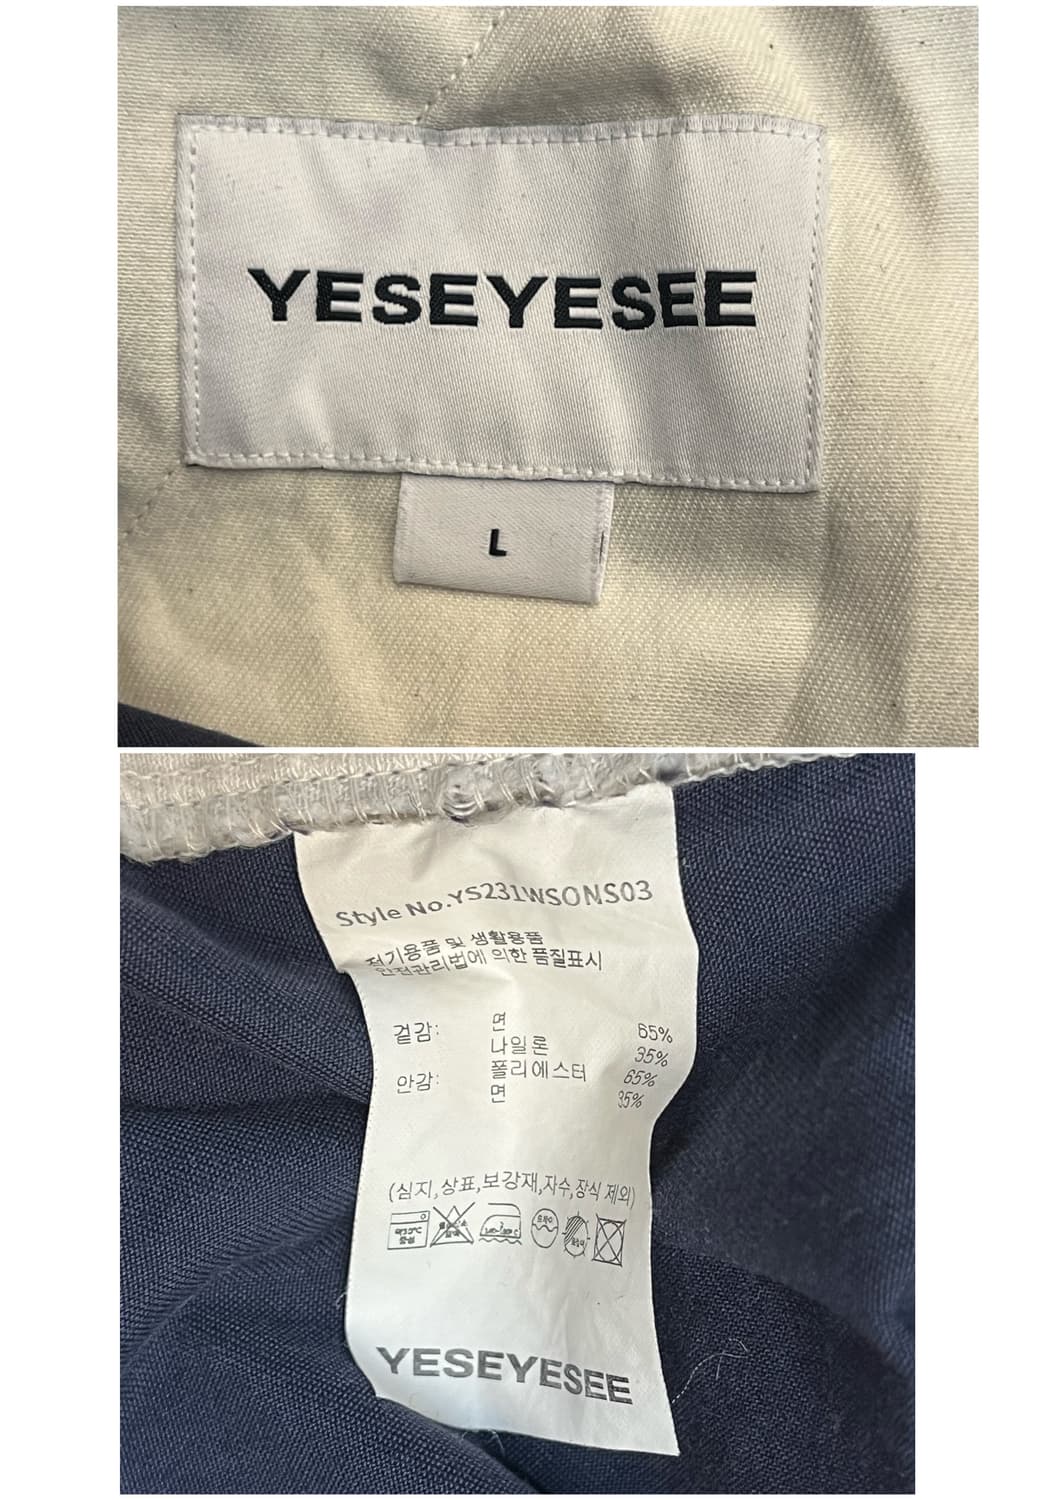 YESEYESEE
L
Style No.YS231WSONS03
전기용품 및 생활용품
안전관리법에 의한 품질표시
겉감: 면 65%
나일론 35%
안감: 폴리에스터 65%
면 35%
(심지,상표,보강재,자수,장식 제외)
중성
YESEYESEE